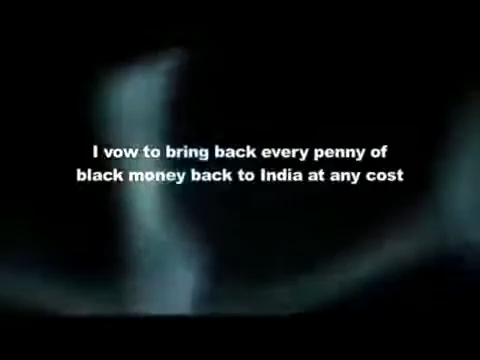 I vow to bring back every penny of
black money back to India at any cost